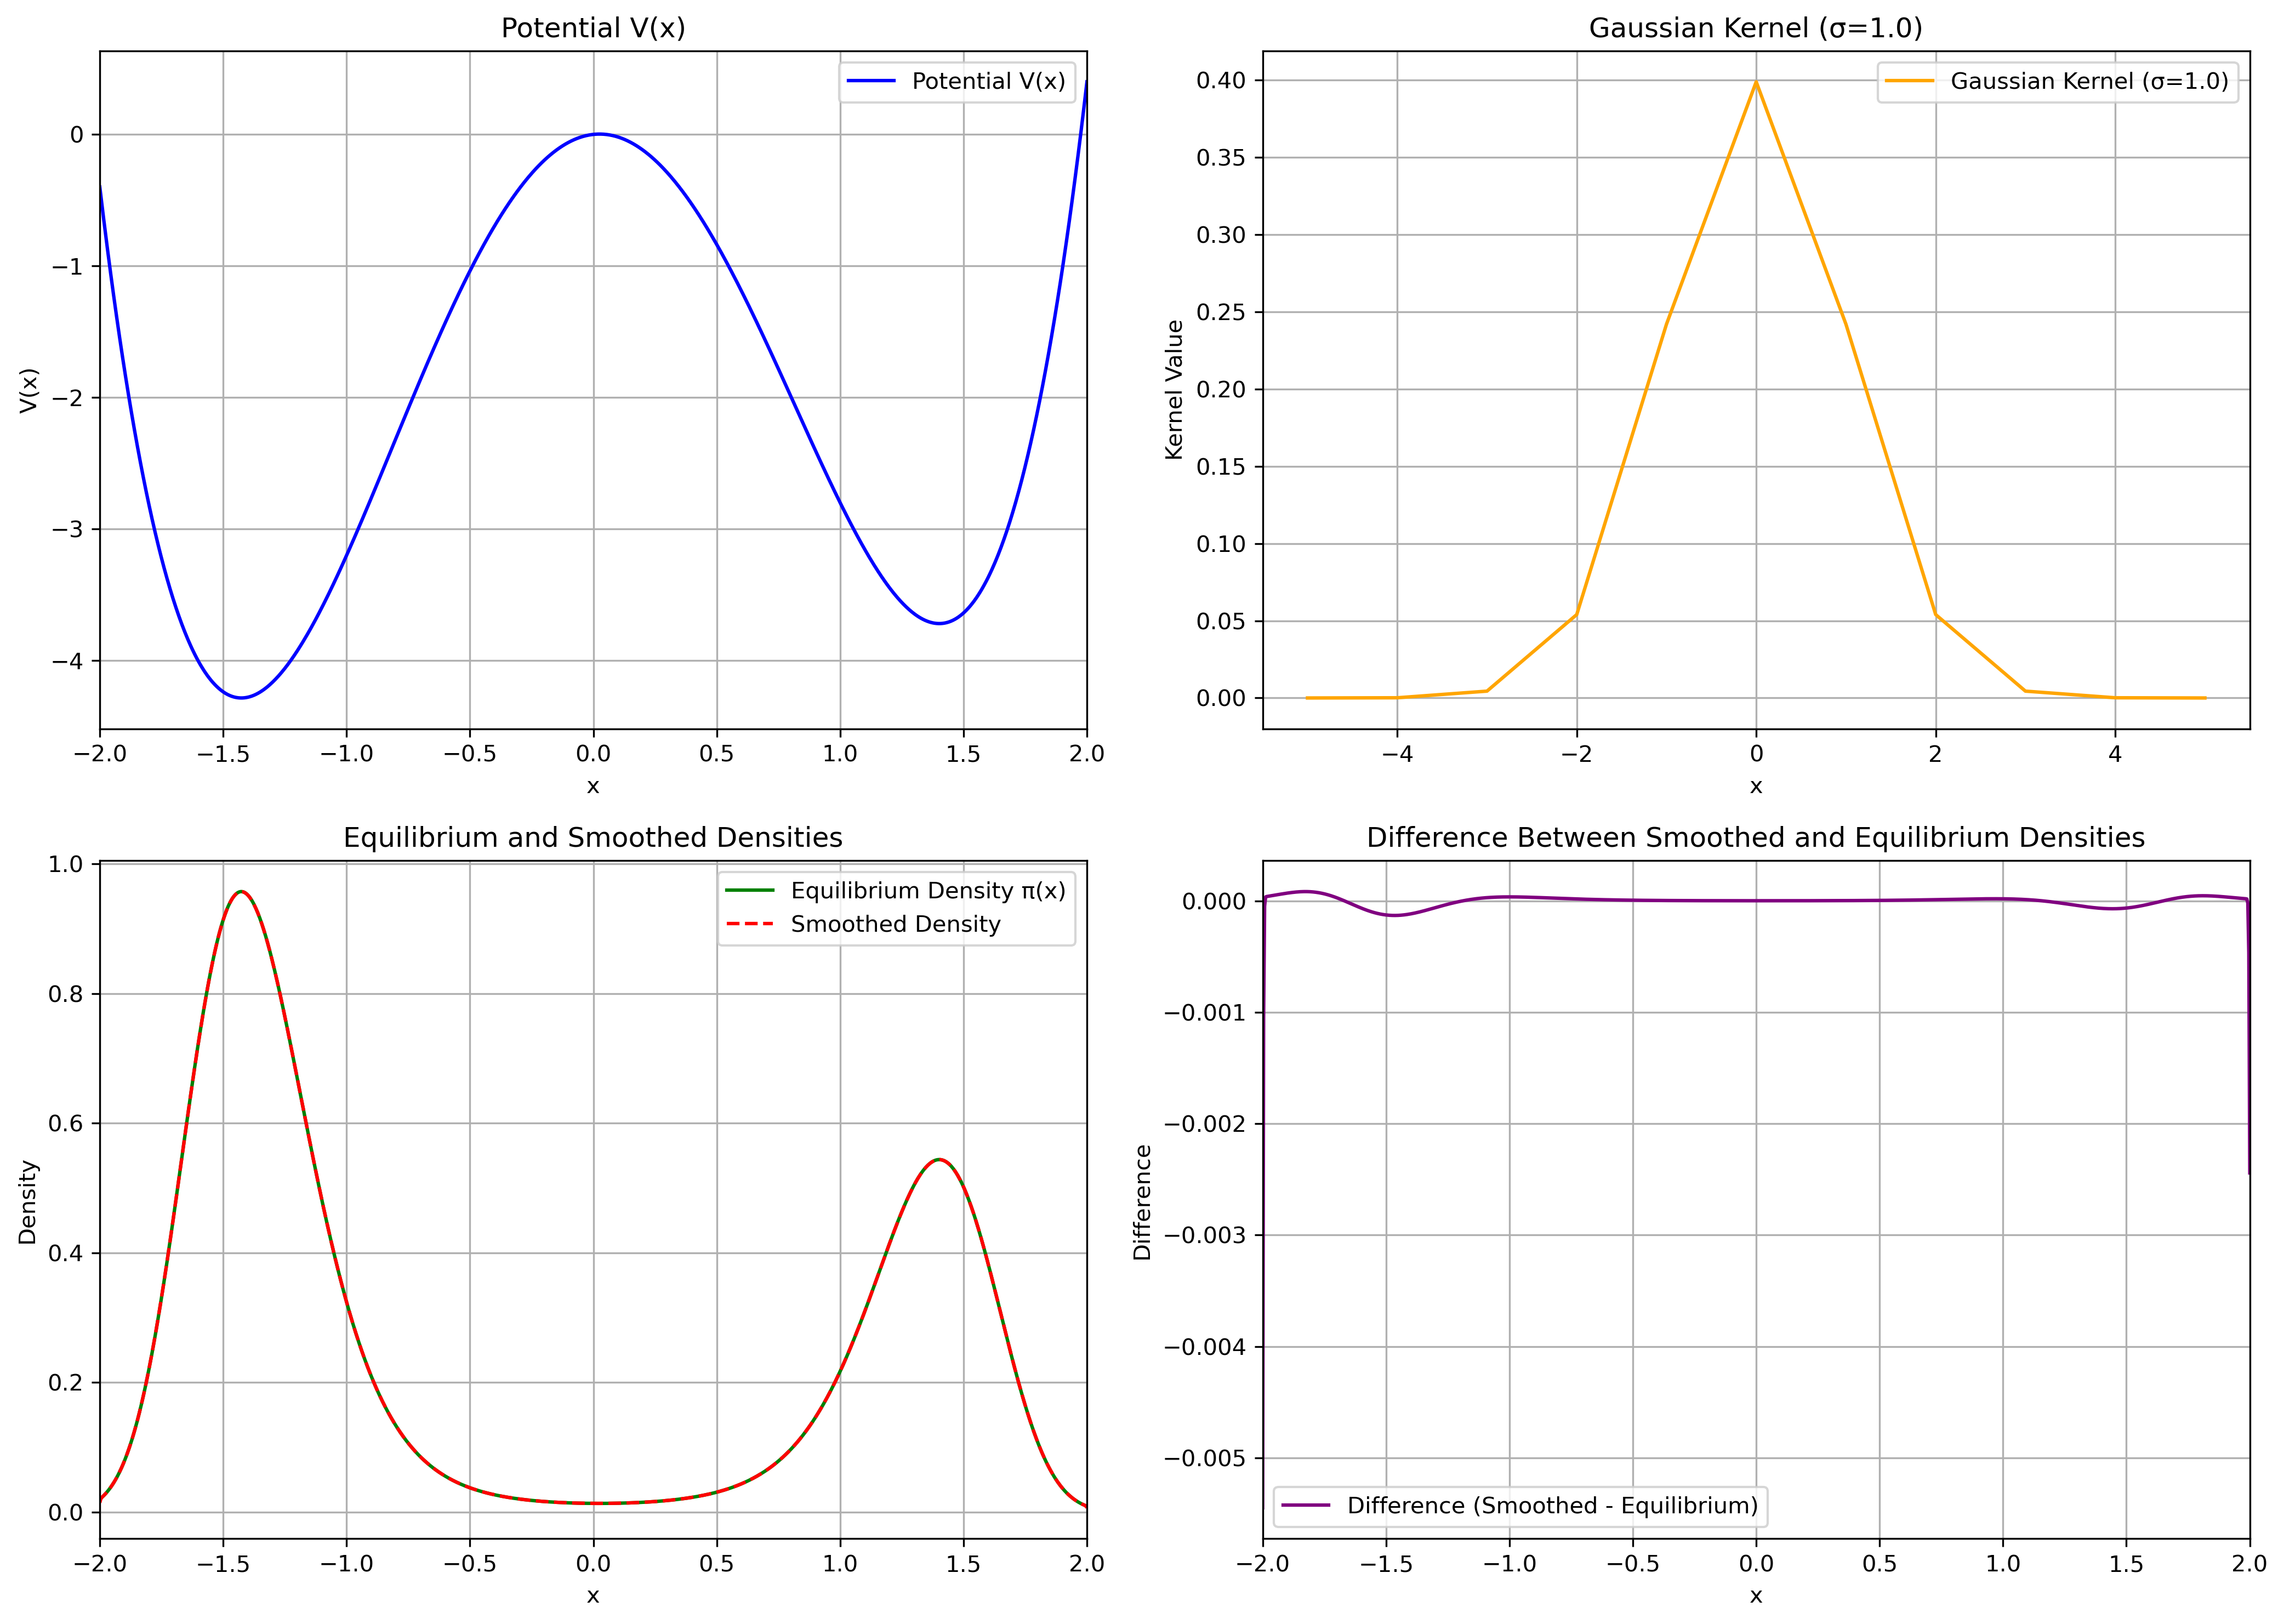 Potential V(x)
Potential V(x)
V(x)
0
−1
−2
−3
−4
−2.0 −1.5 −1.0 −0.5 0.0 0.5 1.0 1.5 2.0
x
Gaussian Kernel (σ=1.0)
Gaussian Kernel (σ=1.0)
Kernel Value
0.40
0.35
0.30
0.25
0.20
0.15
0.10
0.05
0.00
−4 −2 0 2 4
x
Equilibrium and Smoothed Densities
Equilibrium Density π(x)
Smoothed Density
Density
1.0
0.8
0.6
0.4
0.2
0.0
−2.0 −1.5 −1.0 −0.5 0.0 0.5 1.0 1.5 2.0
x
Difference Between Smoothed and Equilibrium Densities
Difference
0.000
−0.001
−0.002
−0.003
−0.004
−0.005
Difference (Smoothed - Equilibrium)
−2.0 −1.5 −1.0 −0.5 0.0 0.5 1.0 1.5 2.0
x